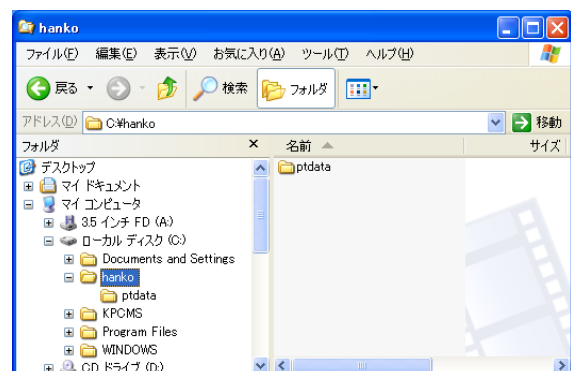 hanko
ファイル(F) 編集(E) 表示(V) お気に入り(A) ツール(T) ヘルプ(H)
戻る 検索 フォルダ
アドレス(D) C:¥hanko 移動
フォルダ × 名前 サイズ
デスクトップ
マイ ドキュメント
マイ コンピュータ
3.5 インチ FD (A:)
ローカル ディスク (C:)
Documents and Settings
hanko
ptdata
KPCMS
Program Files
WINDOWS
CD ドライブ (D:)
ptdata